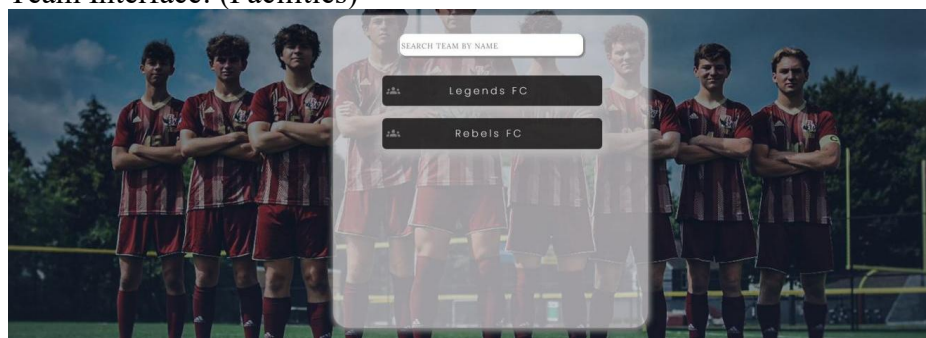 Team Interface: (Facilities)
SEARCH TEAM BY NAME
Legends FC
Rebels FC